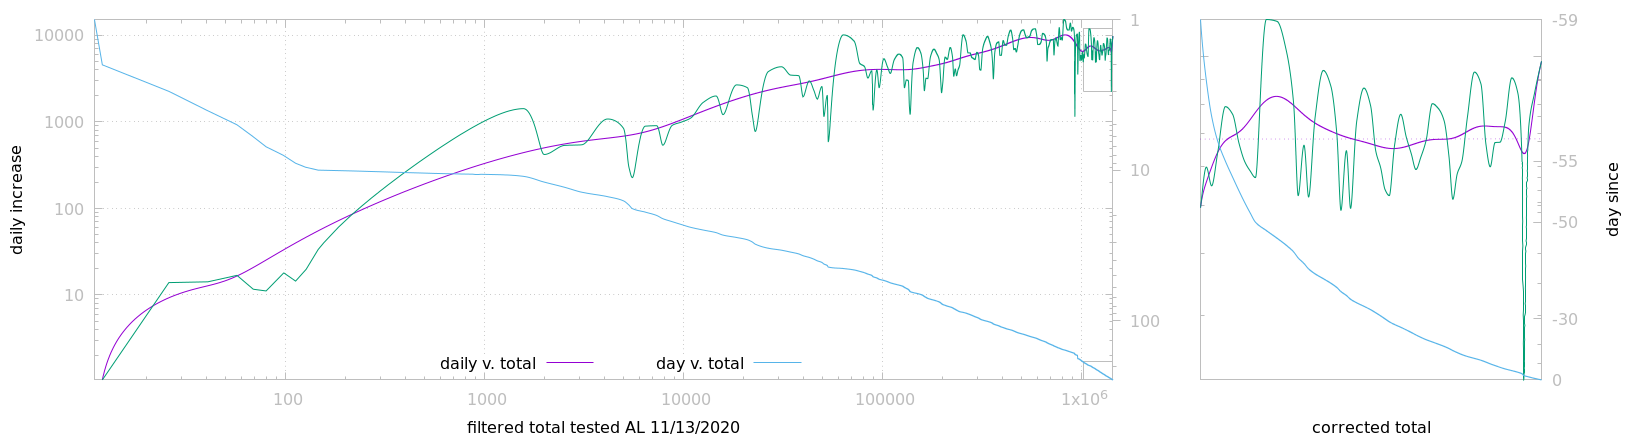 10000
1000
100
10
daily increase
100
1000
10000
100000
1x10^6
filtered total tested AL 11/13/2020
daily v. total
day v. total
1
10
100
-59
-55
-50
-30
0
day since
corrected total